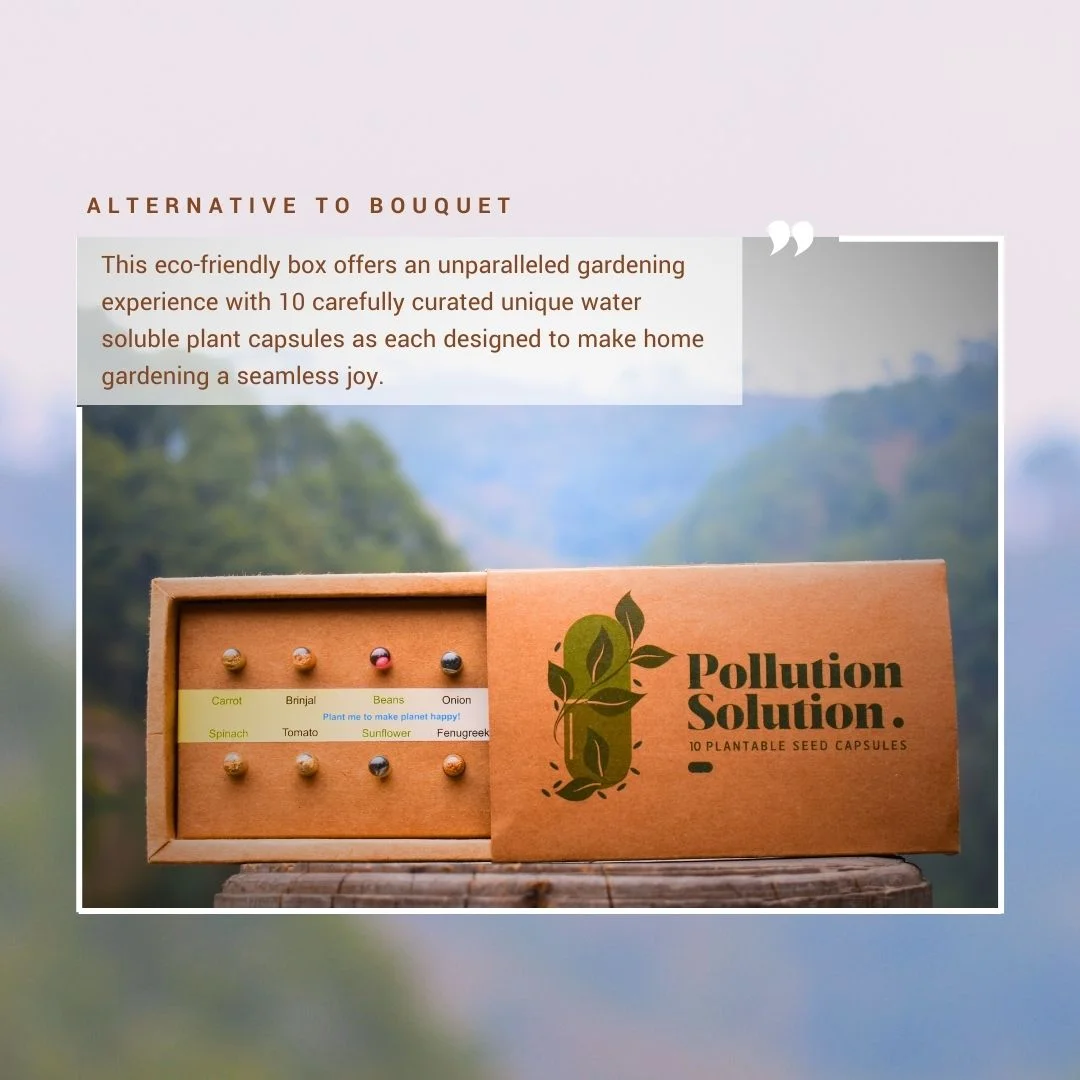 ALTERNATIVE TO BOUQUET
This eco-friendly box offers an unparalleled gardening
experience with 10 carefully curated unique water
soluble plant capsules as each designed to make home
gardening a seamless joy.
Carrot Brinjal Beans Onion
Plant me to make planet happy!
Spinach Tomato Sunflower Fenugreek
Pollution
Solution.
10 PLANTABLE SEED CAPSULES